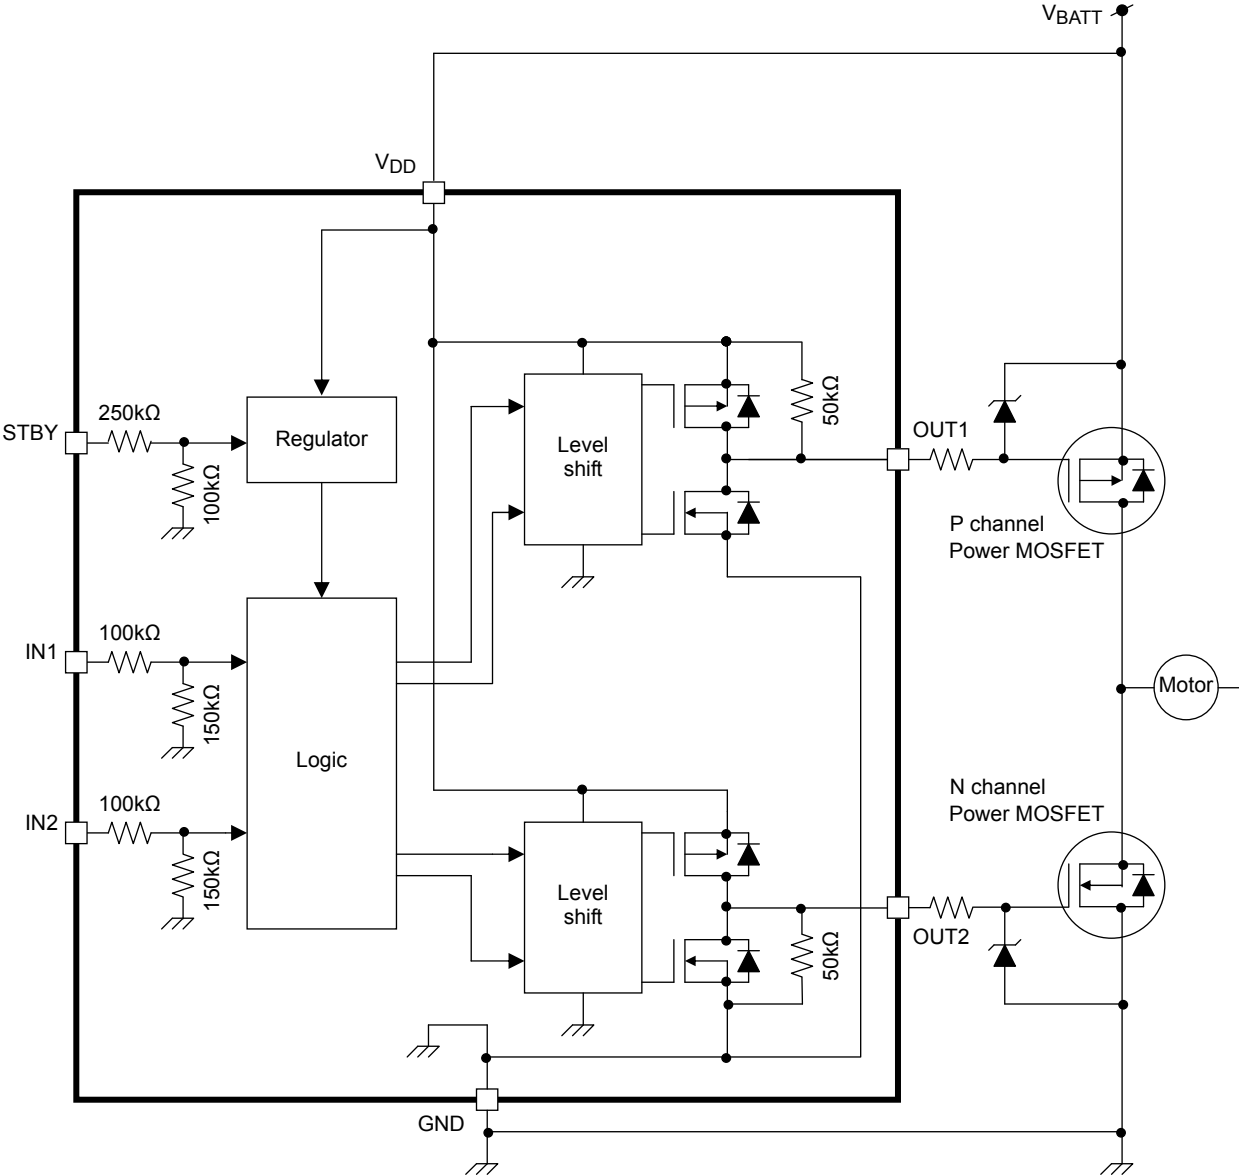 VBATT
VDD
250kΩ
STBY
100kΩ
Regulator
Level
shift
50kΩ
OUT1
P channel
Power MOSFET
IN1
100kΩ
150kΩ
Motor
Logic
N channel
Power MOSFET
IN2
100kΩ
150kΩ
Level
shift
50kΩ
OUT2
GND